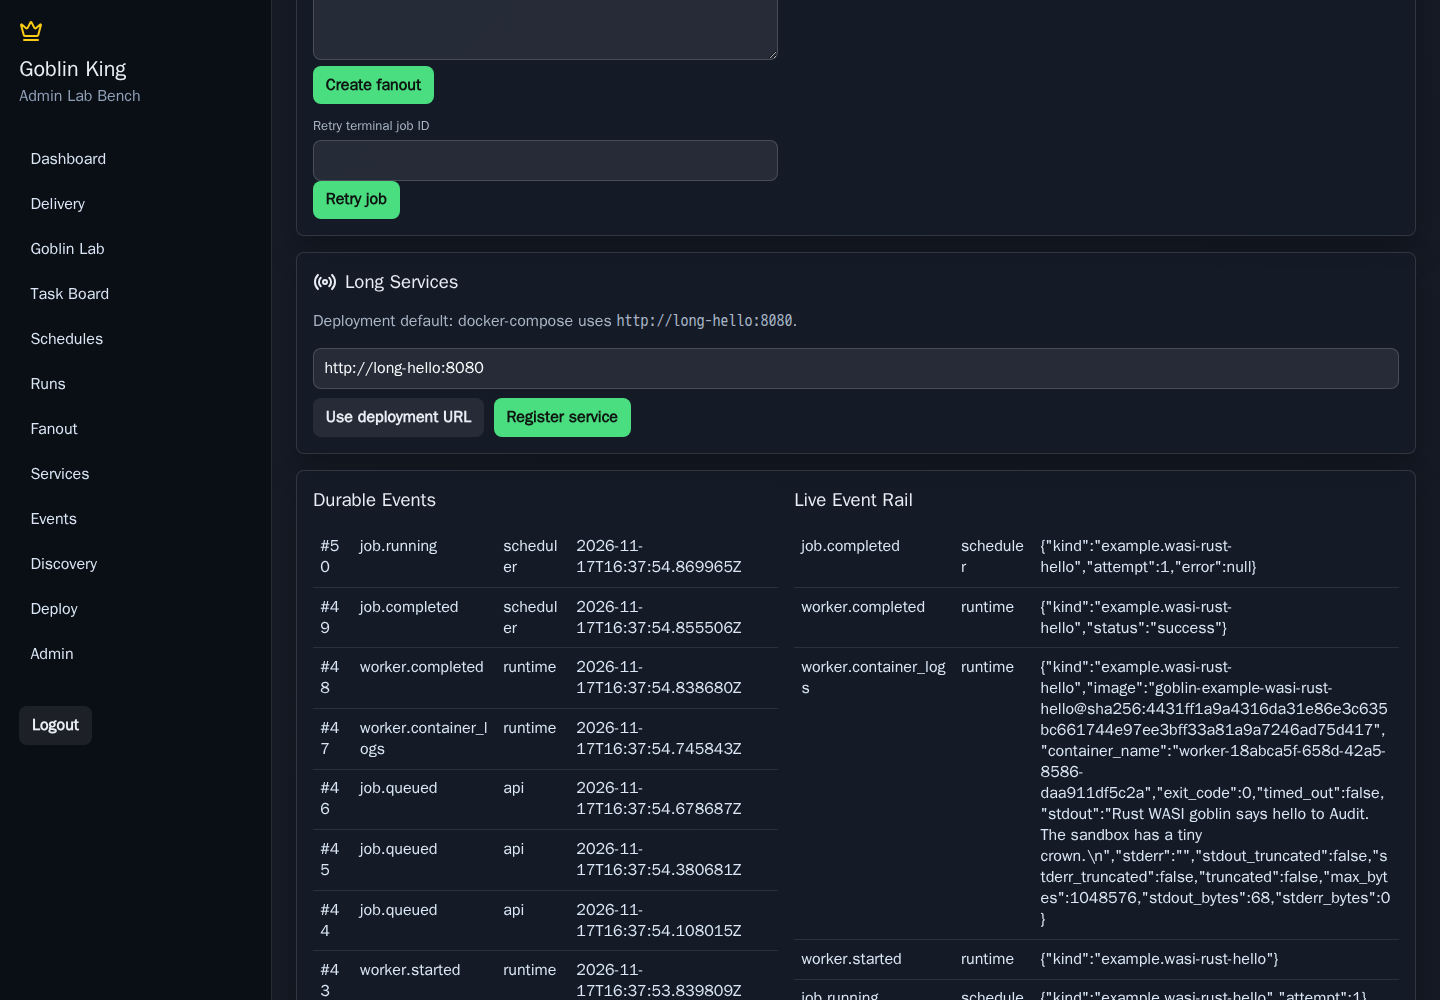 Goblin King
Admin Lab Bench
Dashboard
Delivery
Goblin Lab
Task Board
Schedules
Runs
Fanout
Services
Events
Discovery
Deploy
Admin
Logout
Create fanout
Retry terminal job ID
Retry job
Long Services
Deployment default: docker-compose uses http://long-hello:8080.
http://long-hello:8080
Use deployment URL
Register service
Durable Events
#5
0
job.running
schedul
er
2026-11-
17T16:37:54.869965Z
#4
9
job.completed
schedul
er
2026-11-
17T16:37:54.855506Z
#4
8
worker.completed
runtime
2026-11-
17T16:37:54.838680Z
#4
7
worker.container_l
ogs
runtime
2026-11-
17T16:37:54.745843Z
#4
6
job.queued
api
2026-11-
17T16:37:54.678687Z
#4
5
job.queued
api
2026-11-
17T16:37:54.380681Z
#4
4
job.queued
api
2026-11-
17T16:37:54.108015Z
#4
3
worker.started
runtime
2026-11-
17T16:37:53.839809Z
Live Event Rail
job.completed
schedule
r
{"kind":"example.wasi-rust-
hello","attempt":1,"error":null}
worker.completed
runtime
{"kind":"example.wasi-rust-
hello","status":"success"}
worker.container_log
s
runtime
{"kind":"example.wasi-rust-
hello","image":"goblin-example-wasi-rust-
hello@sha256:4431ff1a9a4316da31e86e3c635
bc661744e97ee3bff33a81a9a7246ad75d417",
"container_name":"worker-18abca5f-658d-42a5-
8586-
daa911df5c2a","exit_code":0,"timed_out":false,
"stdout":"Rust WASI goblin says hello to Audit.
The sandbox has a tiny
crown.\n","stderr":"","stdout_truncated":false,"s
tderr_truncated":false,"truncated":false,"max_byt
es":1048576,"stdout_bytes":68,"stderr_bytes":0
}
worker.started
runtime
{"kind":"example.wasi-rust-hello"}
job.running
schedule
{"kind":"example.wasi-rust-hello","attempt":1}